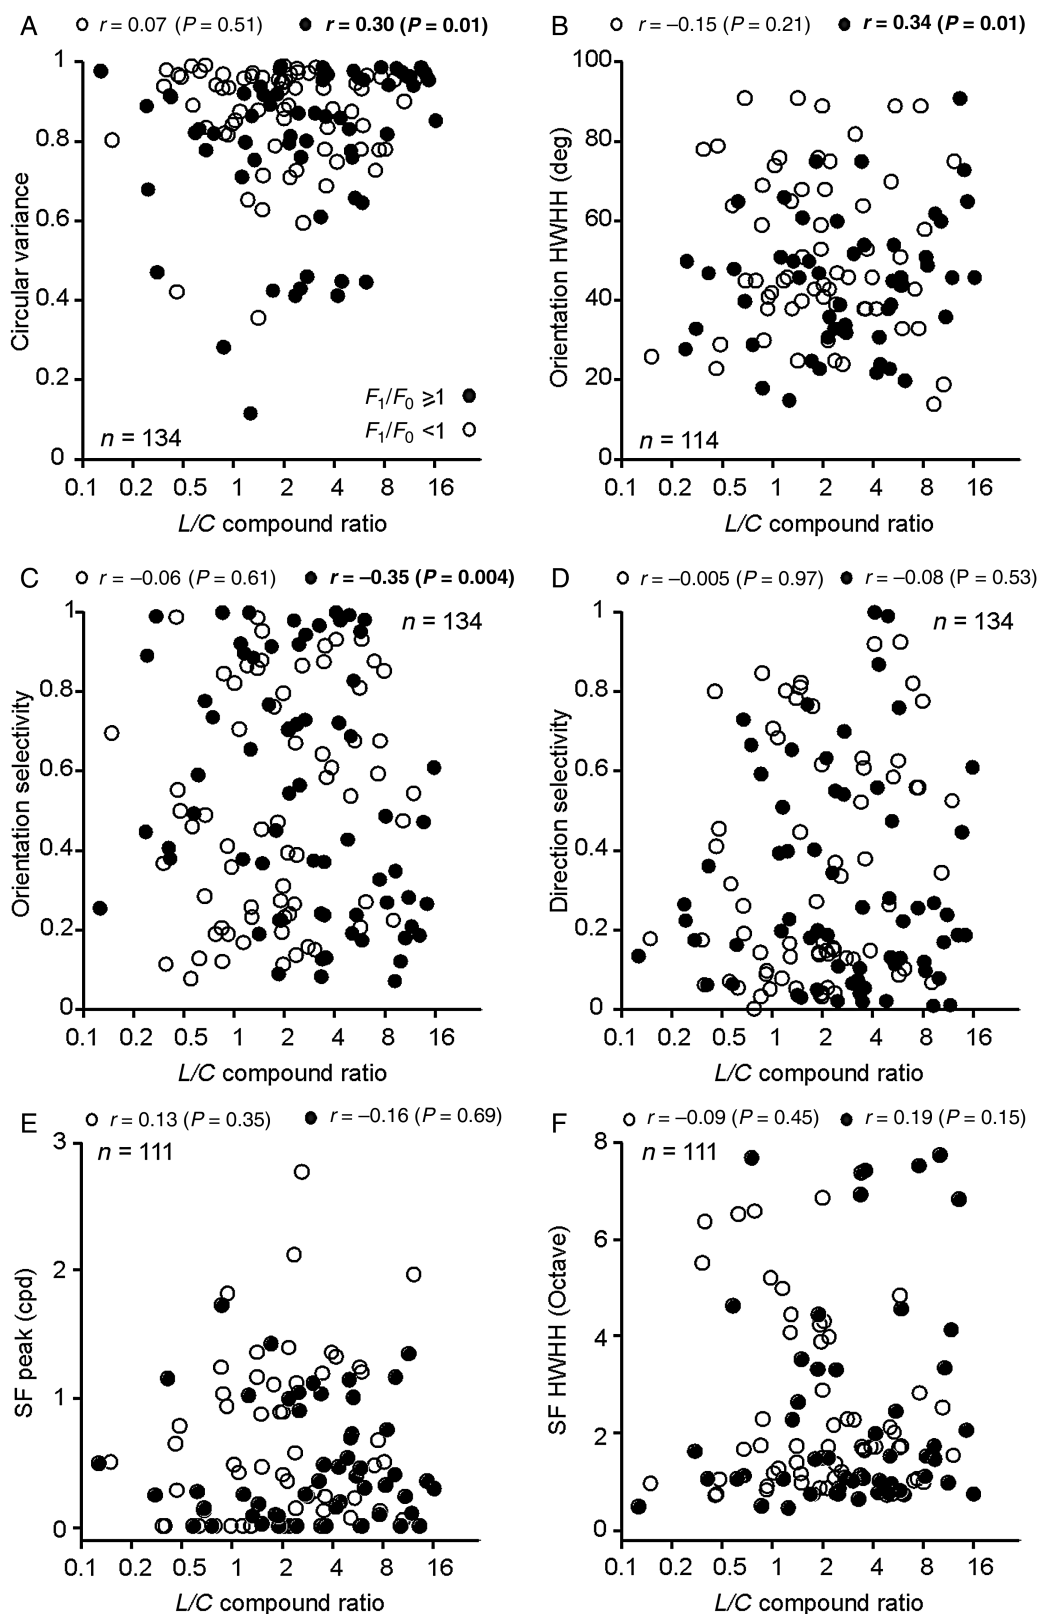 A
r = 0.07 (P = 0.51)
r = 0.30 (P = 0.01)
1
0.8
0.6
0.4
0.2
0
Circular variance
F1/F0 ⩾1
F1/F0 <1
n = 134
0.1 0.2 0.5 1 2 4 8 16
L/C compound ratio
B
r = –0.15 (P = 0.21)
r = 0.34 (P = 0.01)
100
80
60
40
20
0
Orientation HWHH (deg)
n = 114
0.1 0.2 0.5 1 2 4 8 16
L/C compound ratio
C
r = –0.06 (P = 0.61)
r = –0.35 (P = 0.004)
n = 134
1
0.8
0.6
0.4
0.2
0
Orientation selectivity
0.1 0.2 0.5 1 2 4 8 16
L/C compound ratio
D
r = –0.005 (P = 0.97)
r = –0.08 (P = 0.53)
n = 134
1
0.8
0.6
0.4
0.2
0
Direction selectivity
0.1 0.2 0.5 1 2 4 8 16
L/C compound ratio
E
r = 0.13 (P = 0.35)
r = –0.16 (P = 0.69)
n = 111
3
2
1
0
SF peak (cpd)
0.1 0.2 0.5 1 2 4 8 16
L/C compound ratio
F
r = –0.09 (P = 0.45)
r = 0.19 (P = 0.15)
n = 111
8
6
4
2
0
SF HWHH (Octave)
0.1 0.2 0.5 1 2 4 8 16
L/C compound ratio